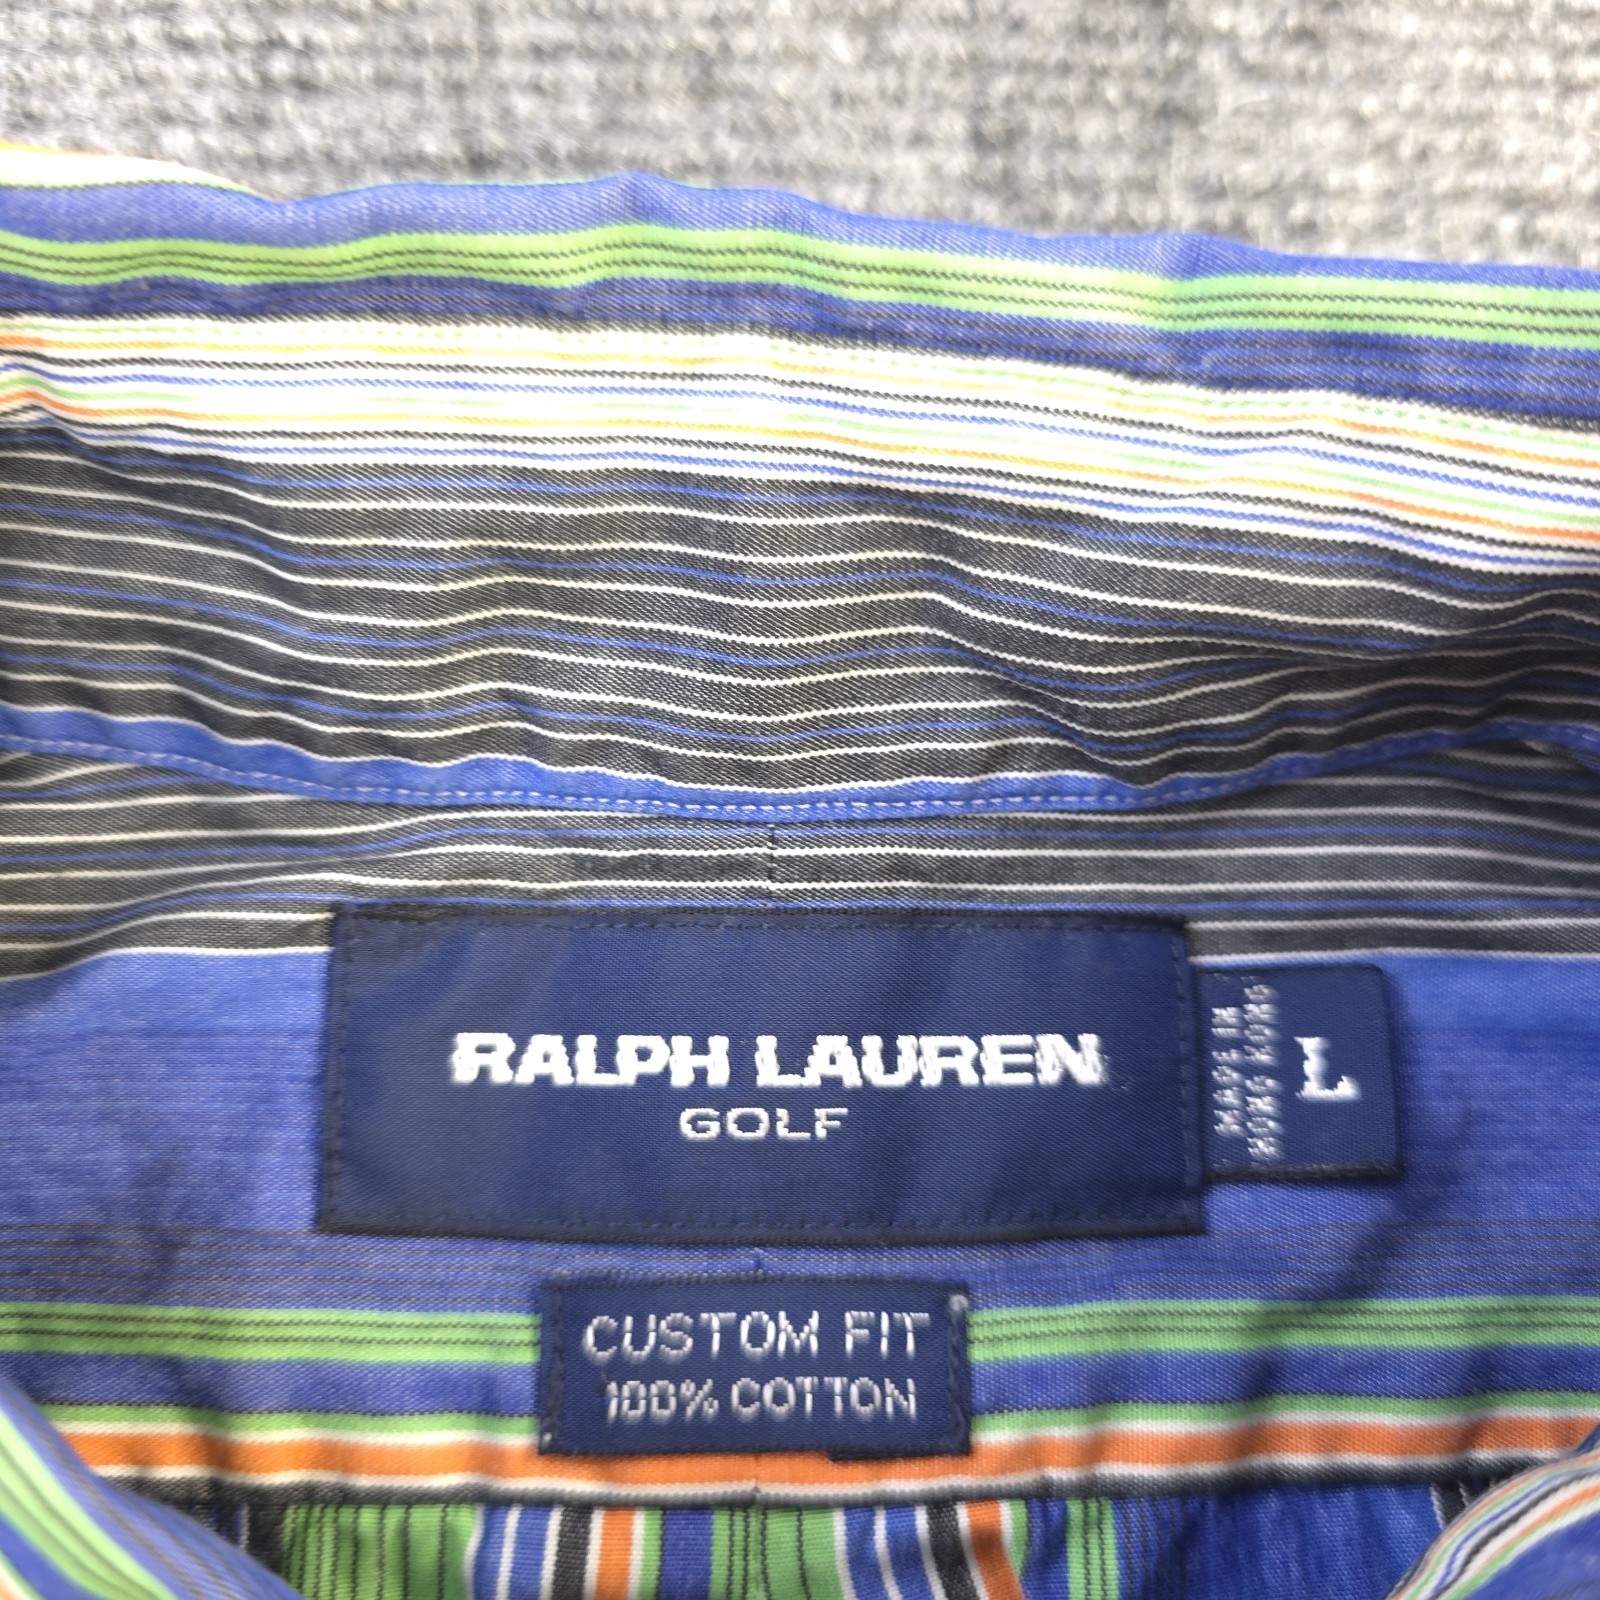 RALPH LAUREN
GOLF
MADE IN
HONG KONG
L
CUSTOM FIT
100% COTTON